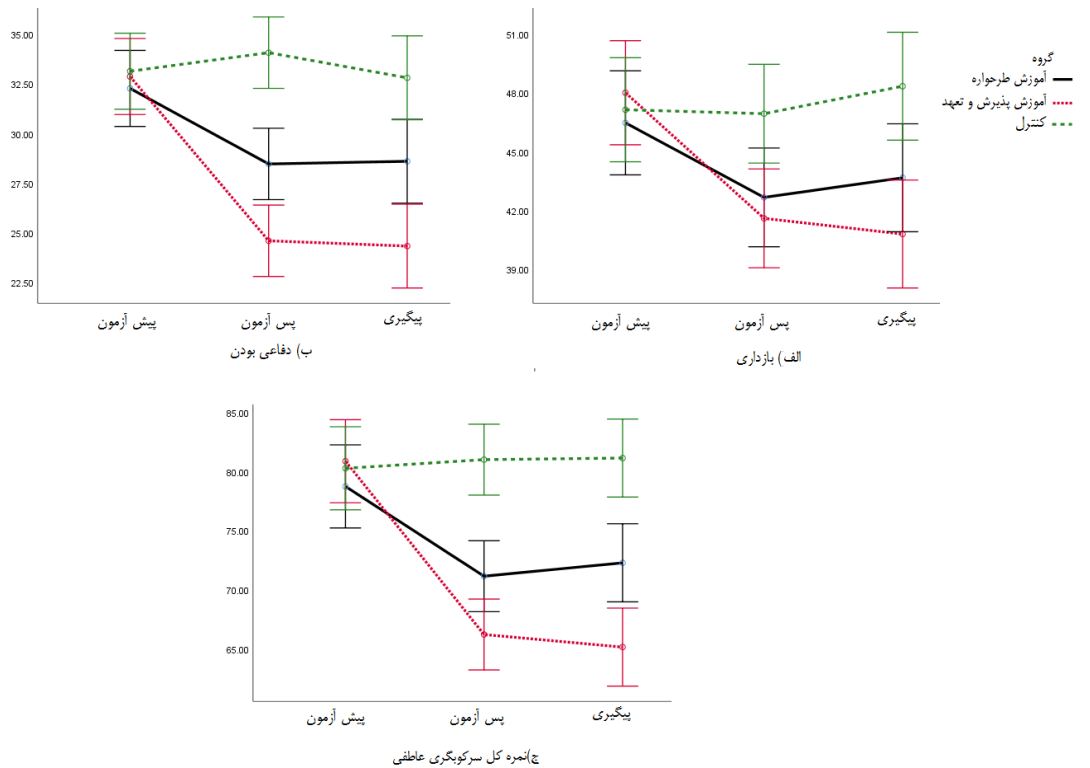 35.00
32.50
30.00
27.50
25.00
22.50
پیش آزمون
پس آزمون
پیگیری
ب) دفاعی بودن
51.00
48.00
45.00
42.00
39.00
پیش آزمون
پس آزمون
پیگیری
الف) بازداری
گروه
آموزش طرحواره
آموزش پذیرش و تعهد
کنترل
85.00
80.00
75.00
70.00
65.00
پیش آزمون
پس آزمون
پیگیری
ج)نمره کل سرکوبگری عاطفی